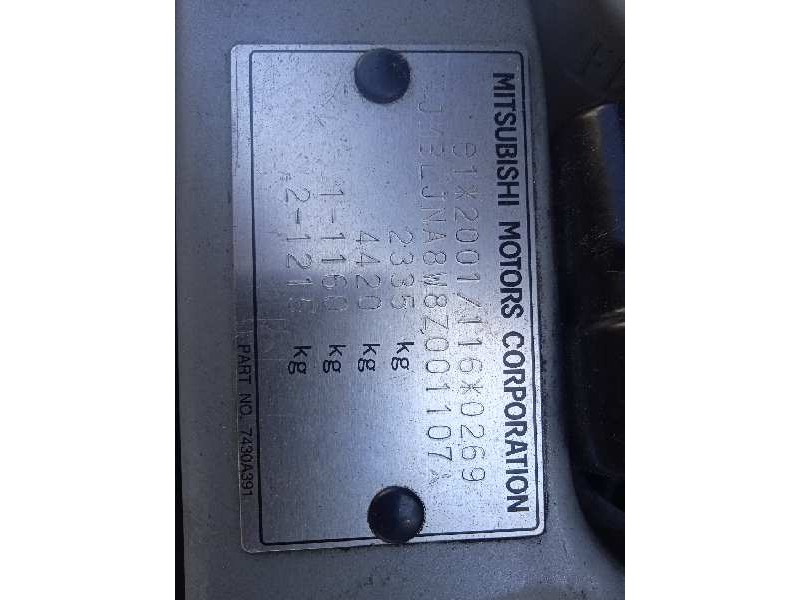 MITSUBISHI MOTORS CORPORATION
e1*2001/116*0269
JMBLJNA8W8Z001107A
2335 kg
4420 kg
1-1160 kg
2-1215 kg
PART NO. 7430A391